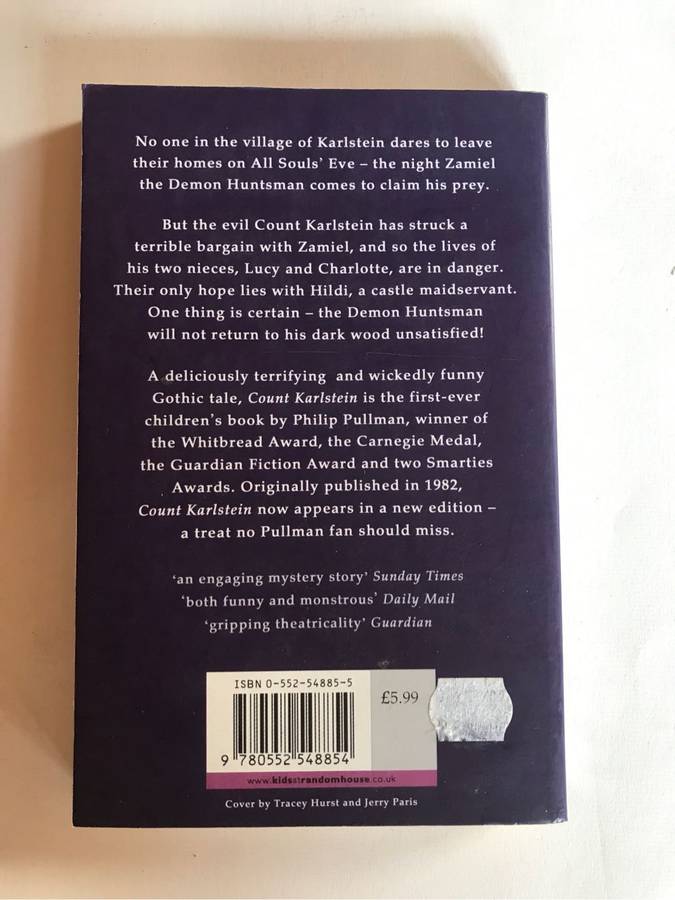 No one in the village of Karlstein dares to leave
their homes on All Souls' Eve – the night Zamiel
the Demon Huntsman comes to claim his prey.
But the evil Count Karlstein has struck a
terrible bargain with Zamiel, and so the lives of
his two nieces, Lucy and Charlotte, are in danger.
Their only hope lies with Hildi, a castle maidservant.
One thing is certain – the Demon Huntsman
will not return to his dark wood unsatisfied!
A deliciously terrifying and wickedly funny
Gothic tale, Count Karlstein is the first-ever
children's book by Philip Pullman, winner of
the Whitbread Award, the Carnegie Medal,
the Guardian Fiction Award and two Smarties
Awards. Originally published in 1982,
Count Karlstein now appears in a new edition –
a treat no Pullman fan should miss.
'an engaging mystery story' Sunday Times
'both funny and monstrous' Daily Mail
'gripping theatricality' Guardian
ISBN 0-552-54885-5
£5.99
9 780552 548854
www.kidsatrandomhouse.co.uk
Cover by Tracey Hurst and Jerry Paris